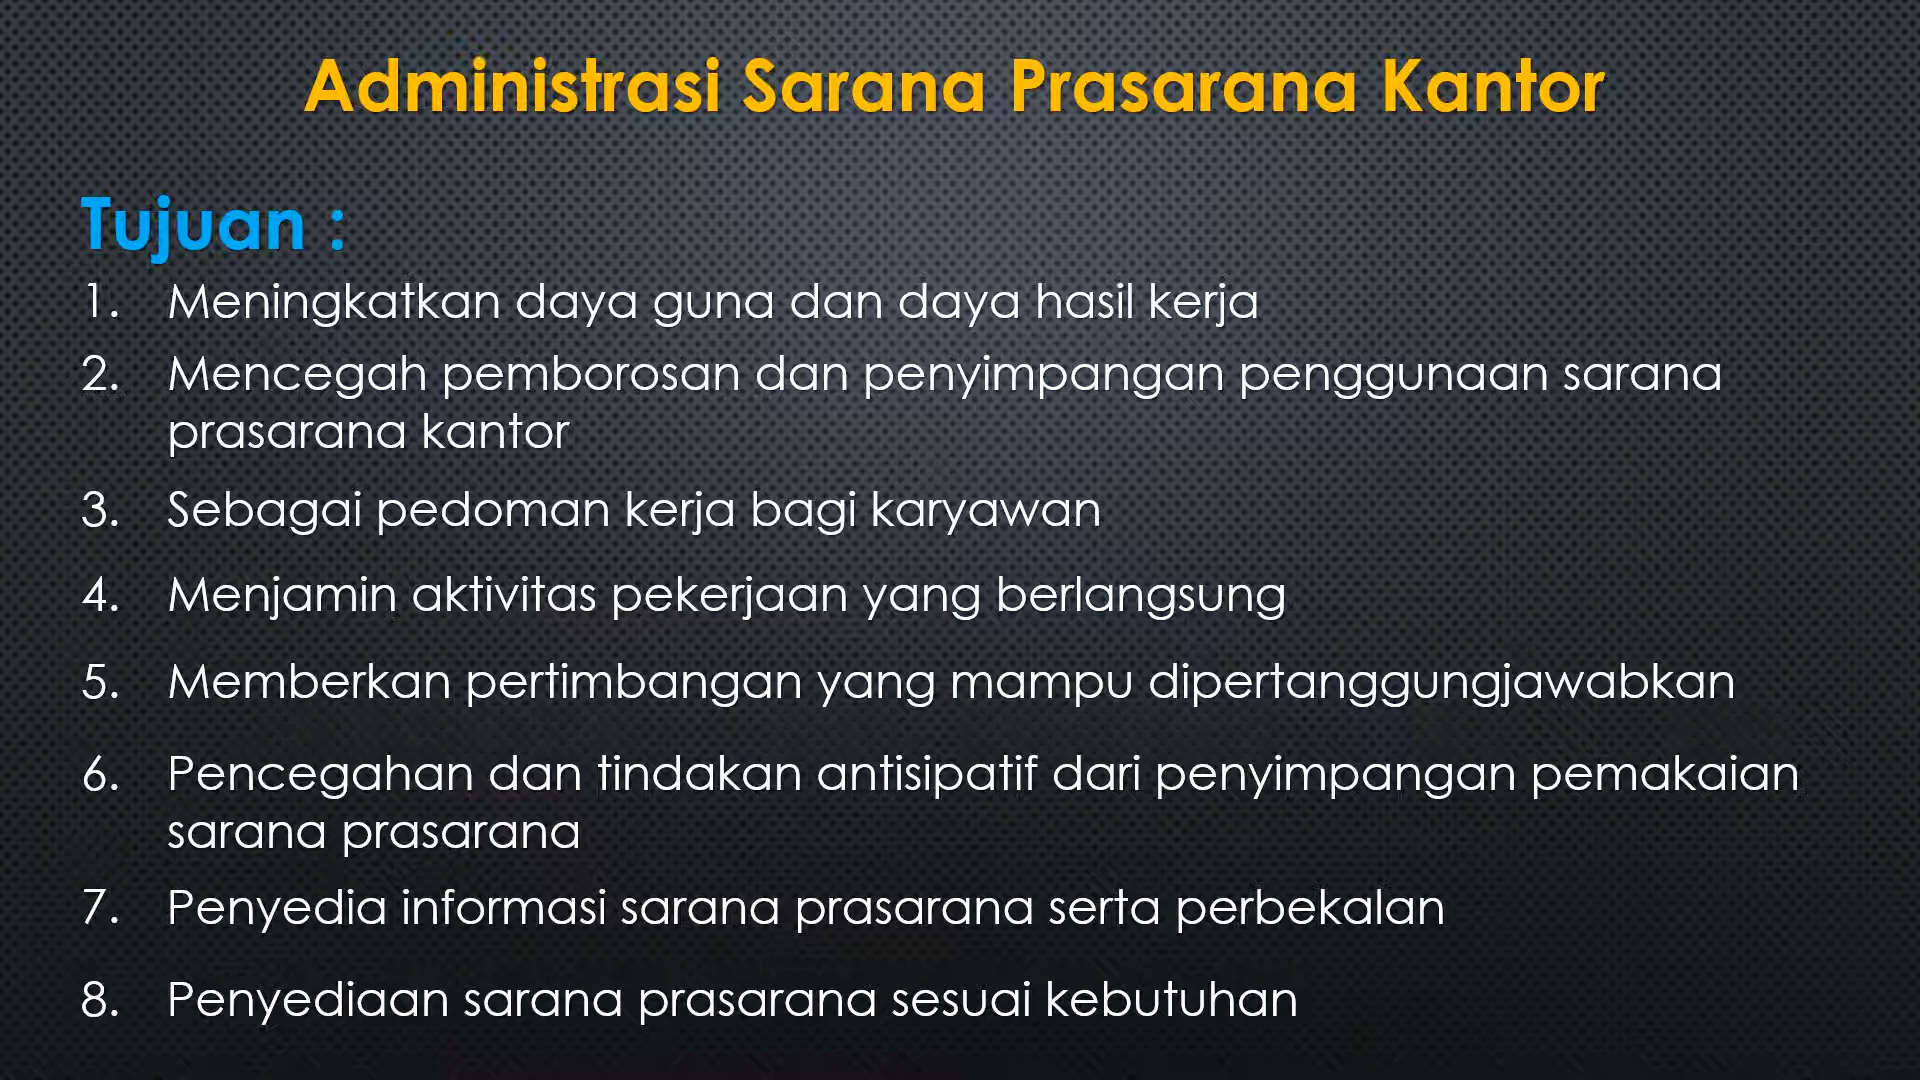 Administrasi Sarana Prasarana Kantor
Tujuan :
1. Meningkatkan daya guna dan daya hasil kerja
2. Mencegah pemborosan dan penyimpangan penggunaan sarana
prasarana kantor
3. Sebagai pedoman kerja bagi karyawan
4. Menjamin aktivitas pekerjaan yang berlangsung
5. Memberkan pertimbangan yang mampu dipertanggungjawabkan
6. Pencegahan dan tindakan antisipatif dari penyimpangan pemakaian
sarana prasarana
7. Penyedia informasi sarana prasarana serta perbekalan
8. Penyediaan sarana prasarana sesuai kebutuhan